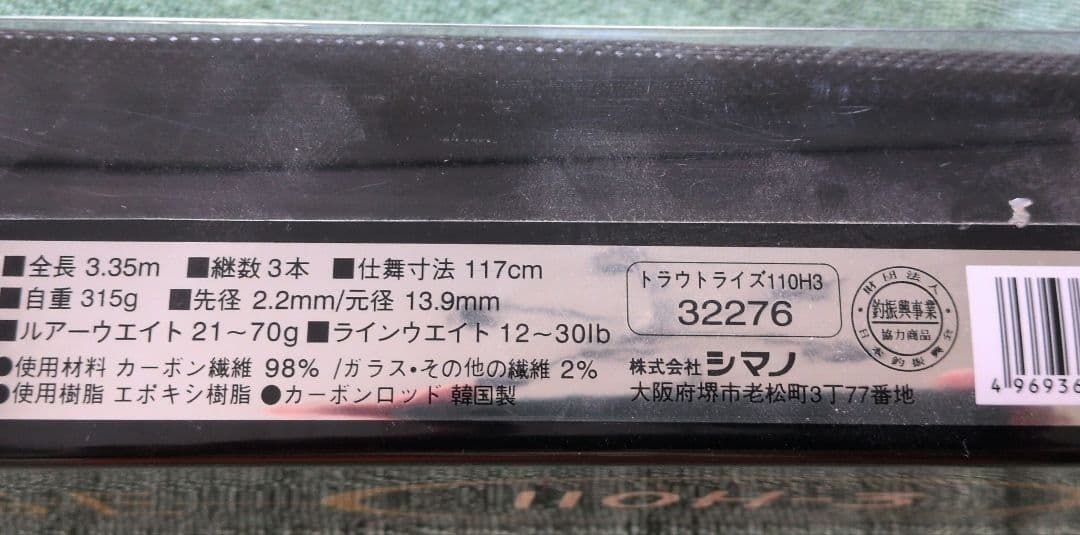 ■全長 3.35m ■継数 3本 ■仕舞寸法 117cm
■自重 315g ■先径 2.2mm/元径 13.9mm
■ルアーウエイト 21～70g ■ラインウエイト 12～30lb
●使用材料 カーボン繊維 98% /ガラス・その他の繊維 2%
●使用樹脂 エポキシ樹脂 ●カーボンロッド 韓国製
トラウトライズ110H3
32276
株式会社 シマノ
大阪府堺市老松町3丁77番地
財団法人
釣振興事業
協力商品
日本釣振興会
4 96936
110H-3